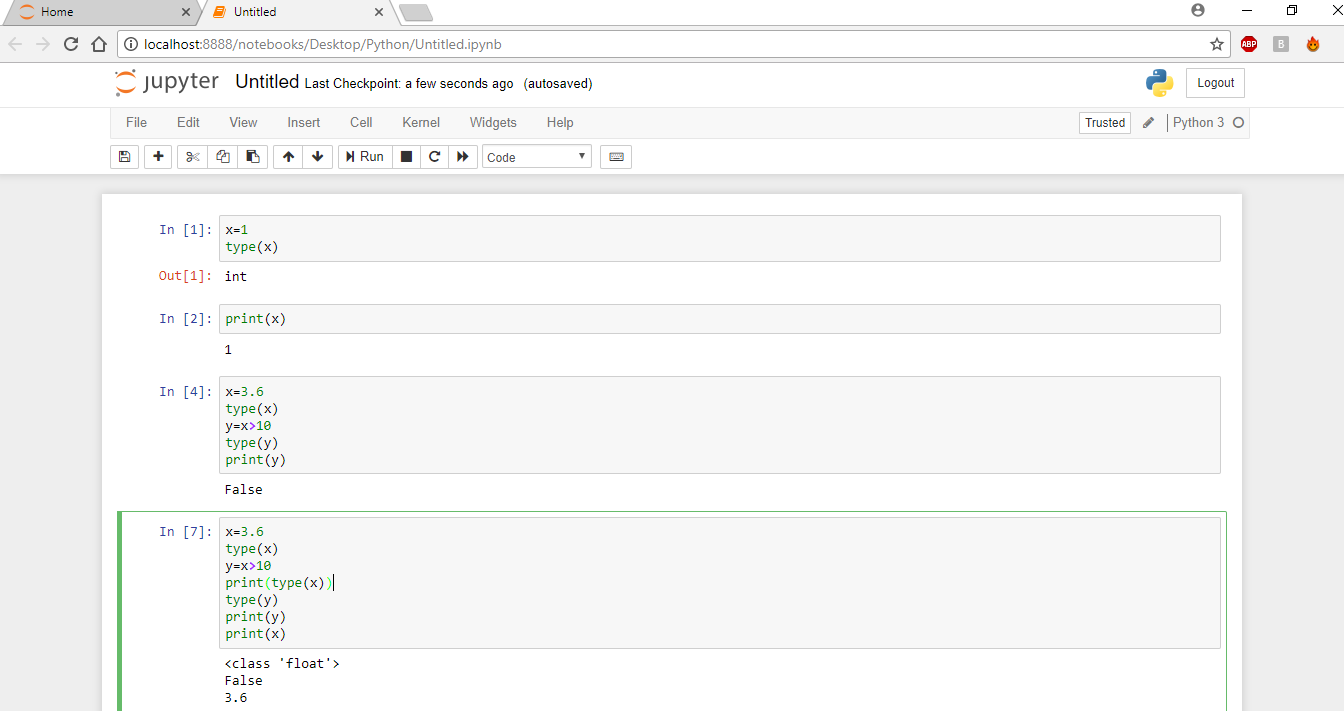 Home
Untitled
localhost:8888/notebooks/Desktop/Python/Untitled.ipynb
ABP
B
jupyter Untitled Last Checkpoint: a few seconds ago (autosaved)
Logout
File Edit View Insert Cell Kernel Widgets Help
Trusted
Python 3
Run
Code
In [1]: x=1
type(x)
Out[1]: int
In [2]: print(x)
1
In [4]: x=3.6
type(x)
y=x>10
type(y)
print(y)
False
In [7]: x=3.6
type(x)
y=x>10
print(type(x))
type(y)
print(y)
print(x)
<class 'float'>
False
3.6